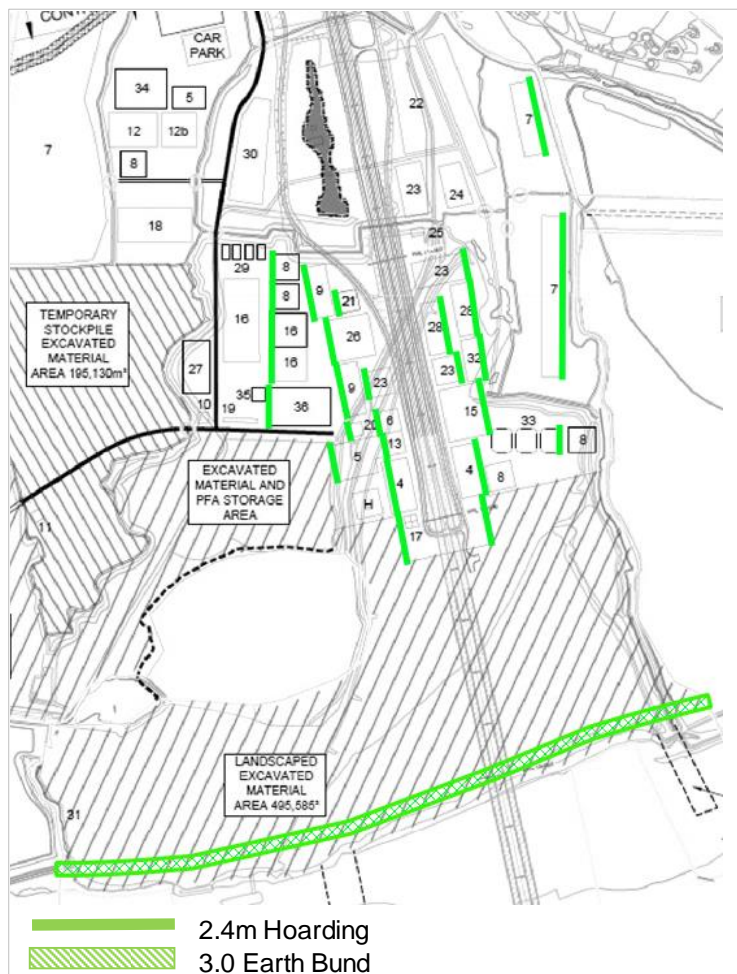 CONT
CAR
PARK
34
5
12
12b
8
7
30
18
22
23
24
7
25
23
29
8
8
9
21
28
28
7
16
16
16
26
TEMPORARY
STOCKPILE
EXCAVATED
MATERIAL
AREA 195,130m³
27
10
35
19
36
9
23
23
32
15
20
6
13
5
4
4
33
8
8
EXCAVATED
MATERIAL AND
PFA STORAGE
AREA
H
17
11
LANDSCAPED
EXCAVATED
MATERIAL
AREA 495,585³
31
2.4m Hoarding
3.0 Earth Bund